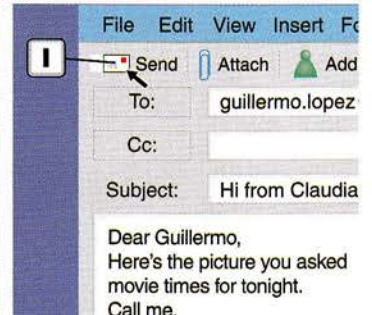 File Edit View Insert
I Send Attach Add
To: guillermo.lopez
Cc:
Subject: Hi from Claudia
Dear Guillermo,
Here's the picture you asked
movie times for tonight.
Call me.